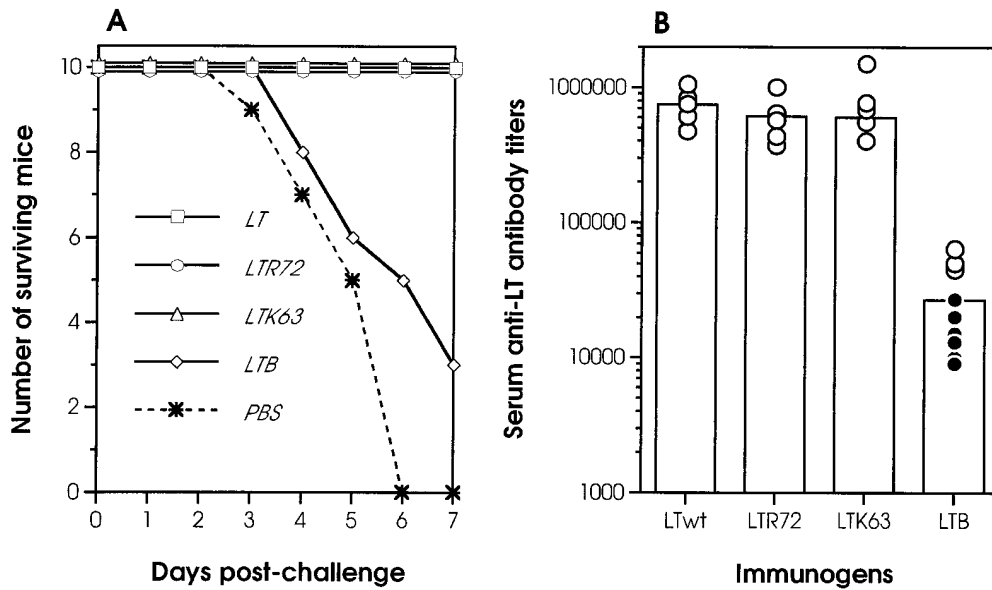 A
Number of surviving mice
10
8
6
4
2
0
LT
LTR72
LTK63
LTB
PBS
0 1 2 3 4 5 6 7
Days post-challenge
B
Serum anti-LT antibody titers
1000000
100000
10000
1000
LTwt LTR72 LTK63 LTB
Immunogens